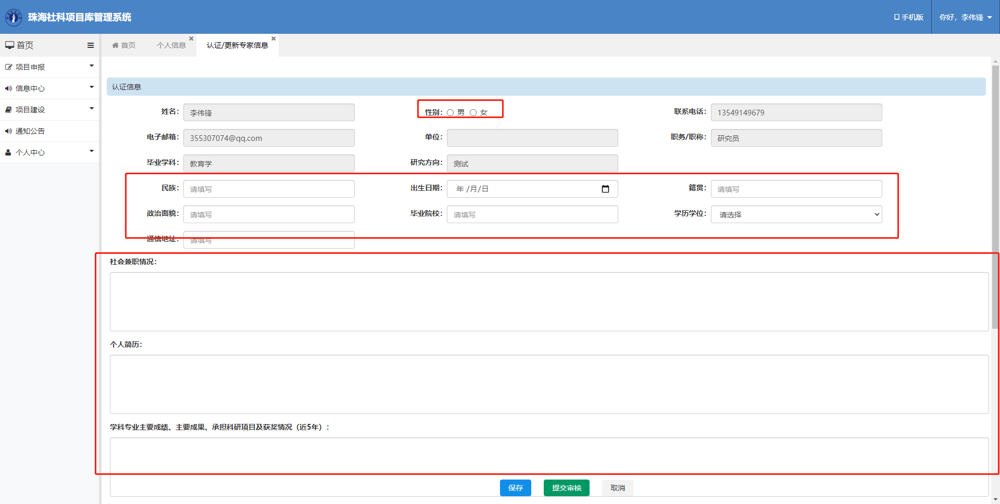 珠海社科项目库管理系统
手机版
你好，李伟锋
首页
首页
个人信息
认证/更新专家信息
项目申报
信息中心
项目建设
通知公告
个人中心
认证信息
姓名： 李伟锋
性别： 男 女
联系电话： 13549149679
电子邮箱： 355307074@qq.com
单位：
职务/职称： 研究员
毕业学科： 教育学
研究方向： 测试
民族： 请填写
出生日期： 年 /月/日
籍贯： 请填写
政治面貌： 请填写
毕业院校： 请填写
学历学位： 请选择
通信地址： 请填写
社会兼职情况：
个人简历：
学科专业主要成绩、主要成果、承担科研项目及获奖情况（近5年）：
保存
提交审核
取消